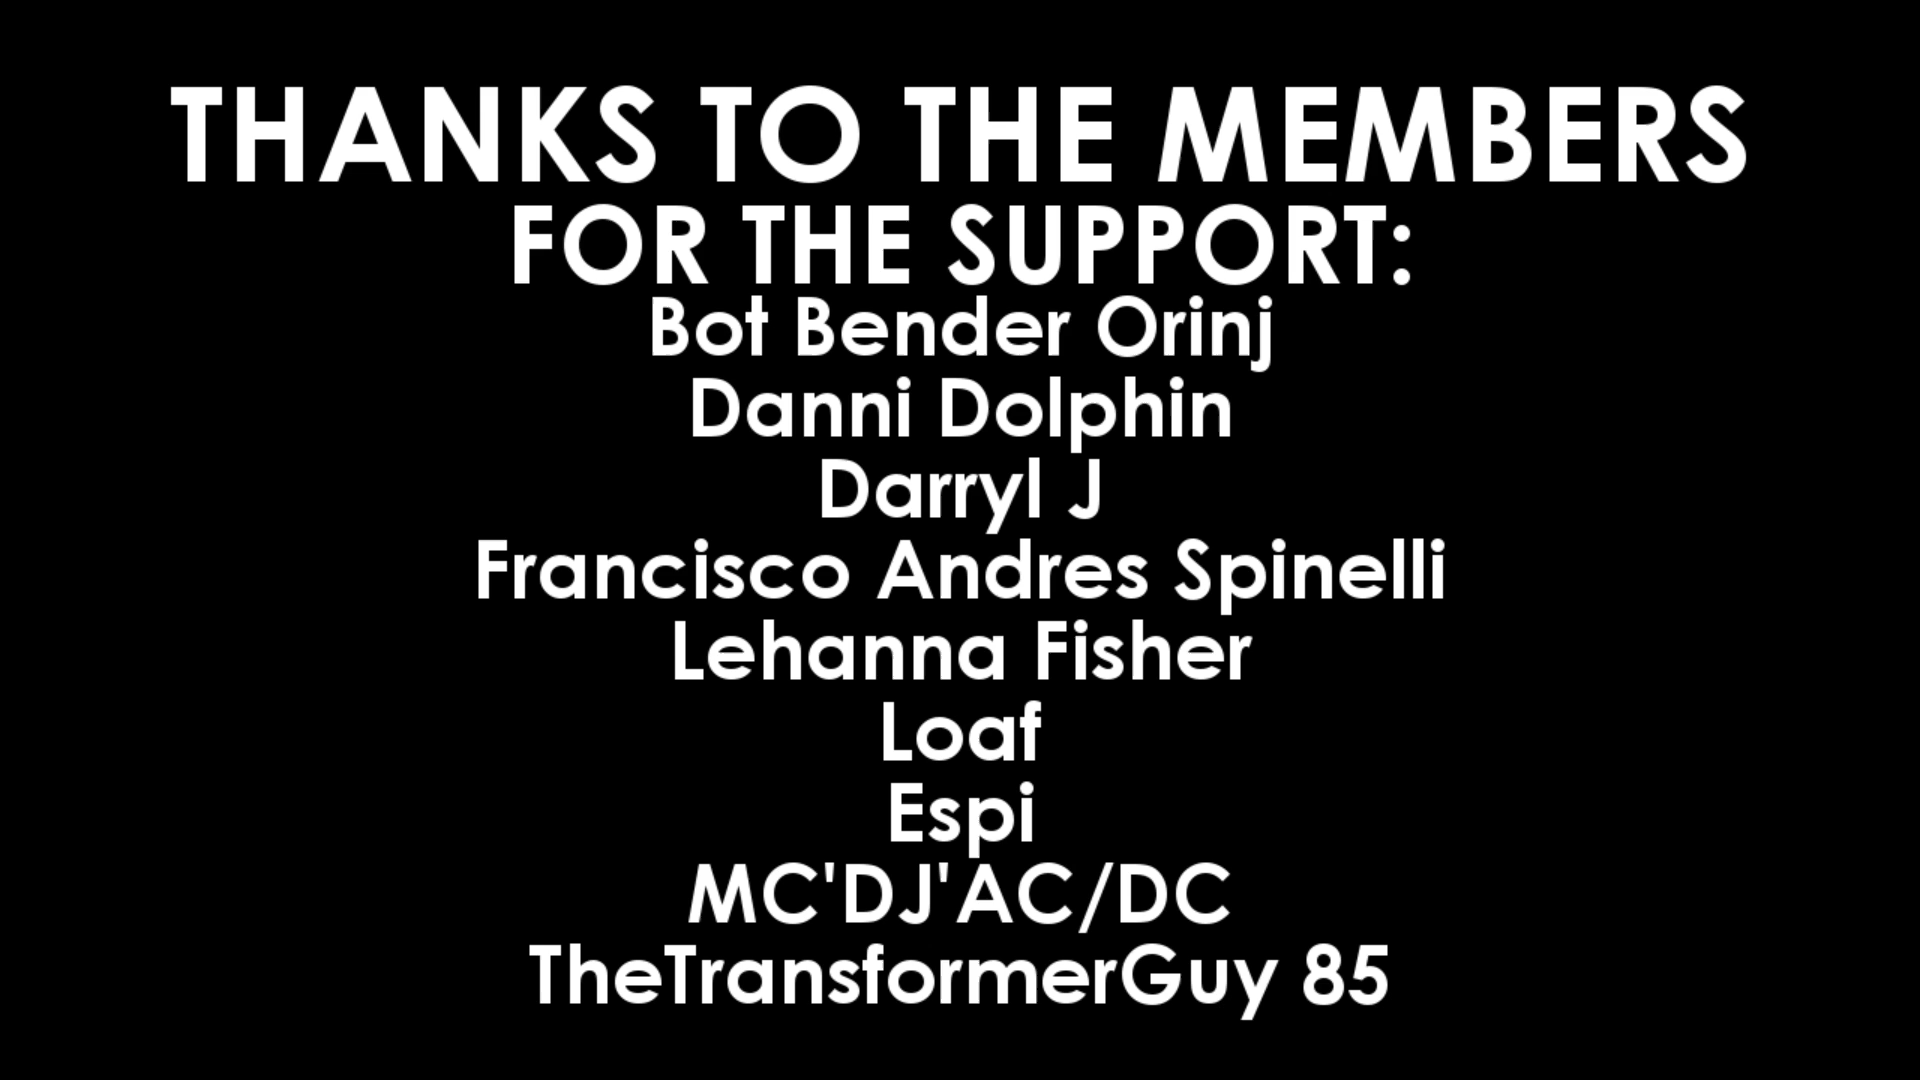 THANKS TO THE MEMBERS
FOR THE SUPPORT:
Bot Bender Orinj
Danni Dolphin
Darryl J
Francisco Andres Spinelli
Lehanna Fisher
Loaf
Espi
MC'DJ'AC/DC
TheTransformerGuy 85